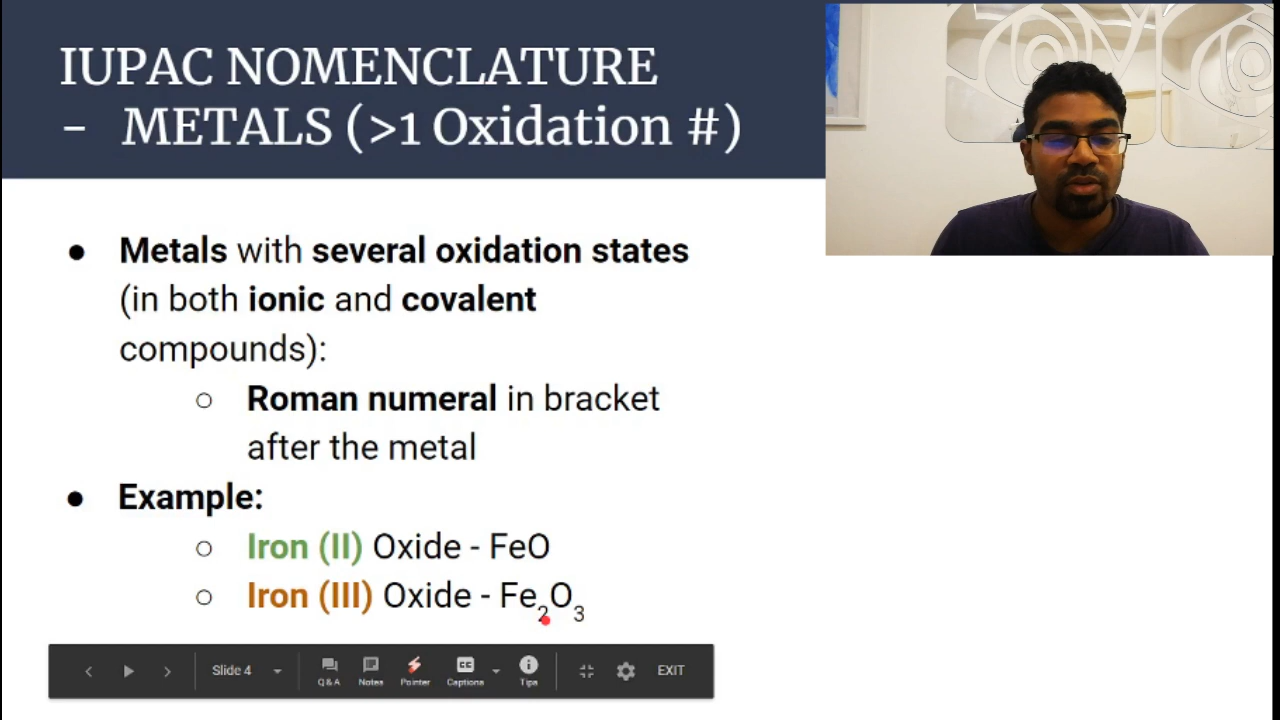 IUPAC NOMENCLATURE
- METALS (>1 Oxidation #)
● Metals with several oxidation states
(in both ionic and covalent
compounds):
○ Roman numeral in bracket
after the metal
● Example:
○ Iron (II) Oxide - FeO
○ Iron (III) Oxide - Fe₂O₃
Slide 4
Q & A
Notes
Pointer
CC
Captions
Tips
EXIT